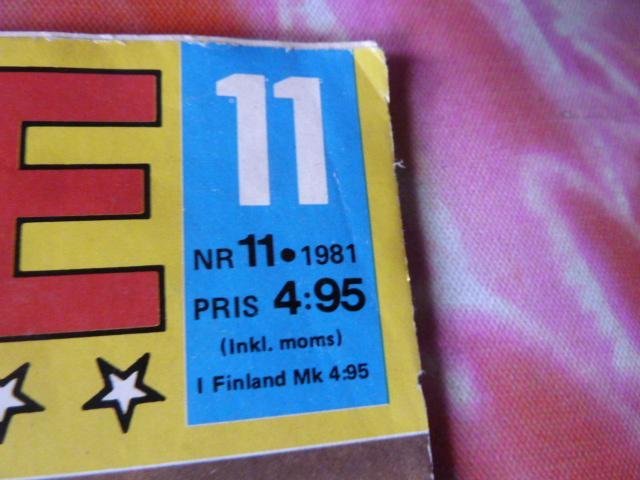 E
11
NR 11 • 1981
PRIS 4:95
(Inkl. moms)
I Finland Mk 4:95